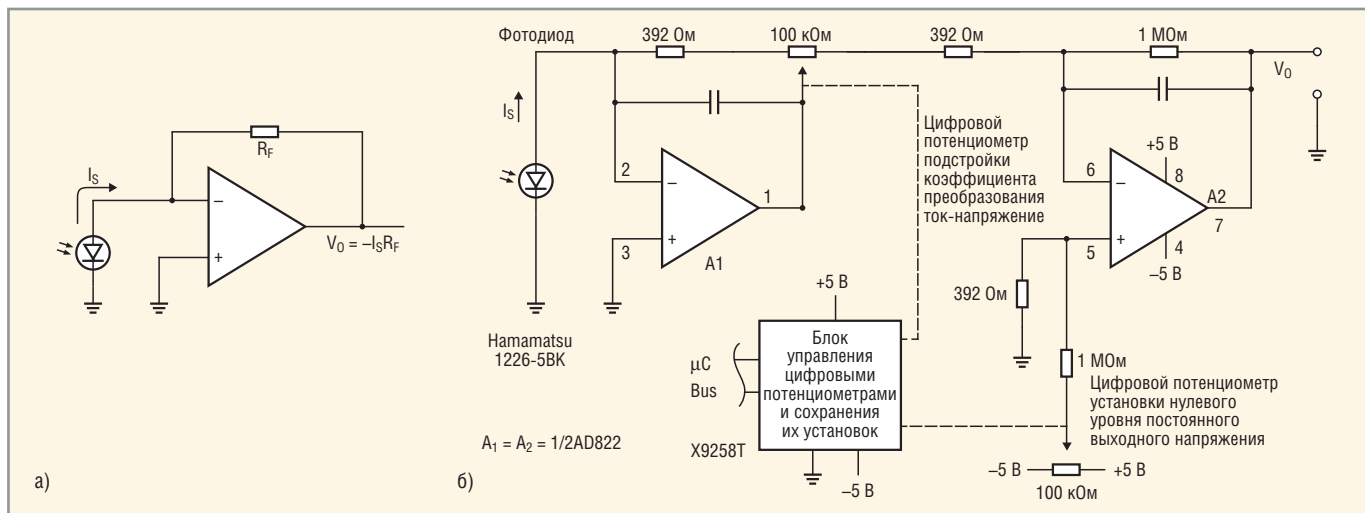 I_S
R_F
−
+
V_O = −I_S R_F
а)
Фотодиод
392 Ом
100 кОм
392 Ом
1 МОм
V_O
I_S
2
−
3
+
1
A1
Цифровой
потенциометр
подстройки
коэффициента
преобразования
ток-напряжение
+5 В
6
−
8
A2
7
5
+
4
−5 В
392 Ом
Hamamatsu
1226-5BK
+5 В
μC
Bus
Блок
управления
цифровыми
потенциометрами
и сохранения
их установок
X9258T
−5 В
1 МОм
Цифровой потенциометр
установки нулевого
уровня постоянного
выходного напряжения
−5 В
+5 В
100 кОм
A₁ = A₂ = 1/2AD822
б)